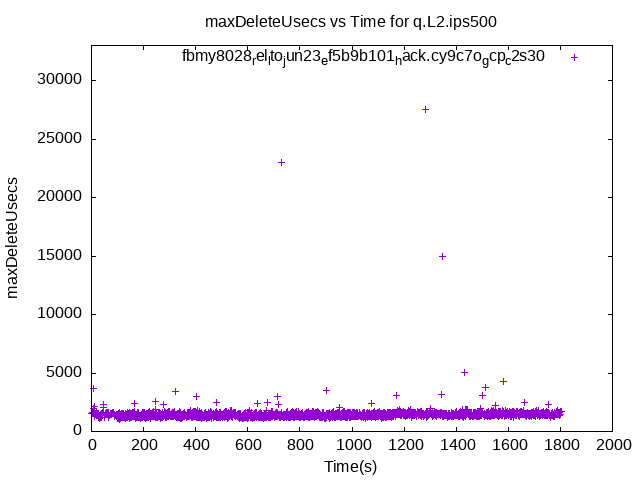 maxDeleteUsecs vs Time for q.L2.ips500
fbmy8028relltojun23ef5b9b101hack.cy9c7ogcpc2s30
30000
25000
20000
15000
10000
5000
0
maxDeleteUsecs
0 200 400 600 800 1000 1200 1400 1600 1800 2000
Time(s)